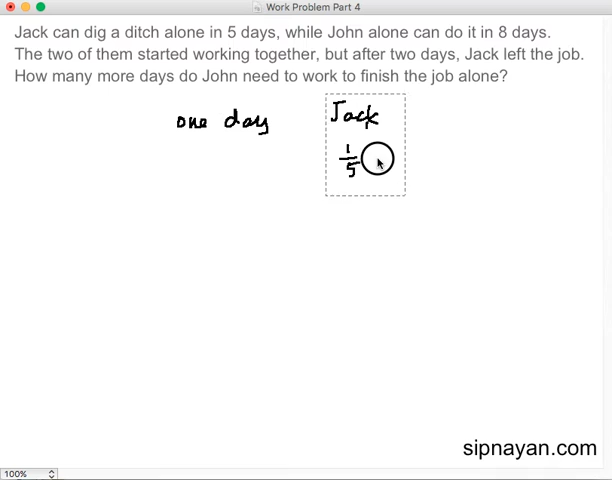 Work Problem Part 4
Jack can dig a ditch alone in 5 days, while John alone can do it in 8 days.
The two of them started working together, but after two days, Jack left the job.
How many more days do John need to work to finish the job alone?
one day Jack
1/5
sipnayan.com
100%